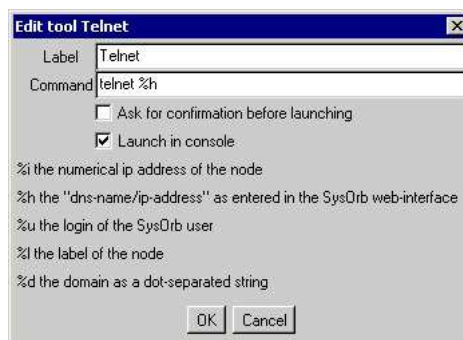 Edit tool Telnet
Label Telnet
Command telnet %h
Ask for confirmation before launching
Launch in console
%i the numerical ip address of the node
%h the "dns-name/ip-address" as entered in the SysOrb web-interface
%u the login of the SysOrb user
%l the label of the node
%d the domain as a dot-separated string
OK Cancel